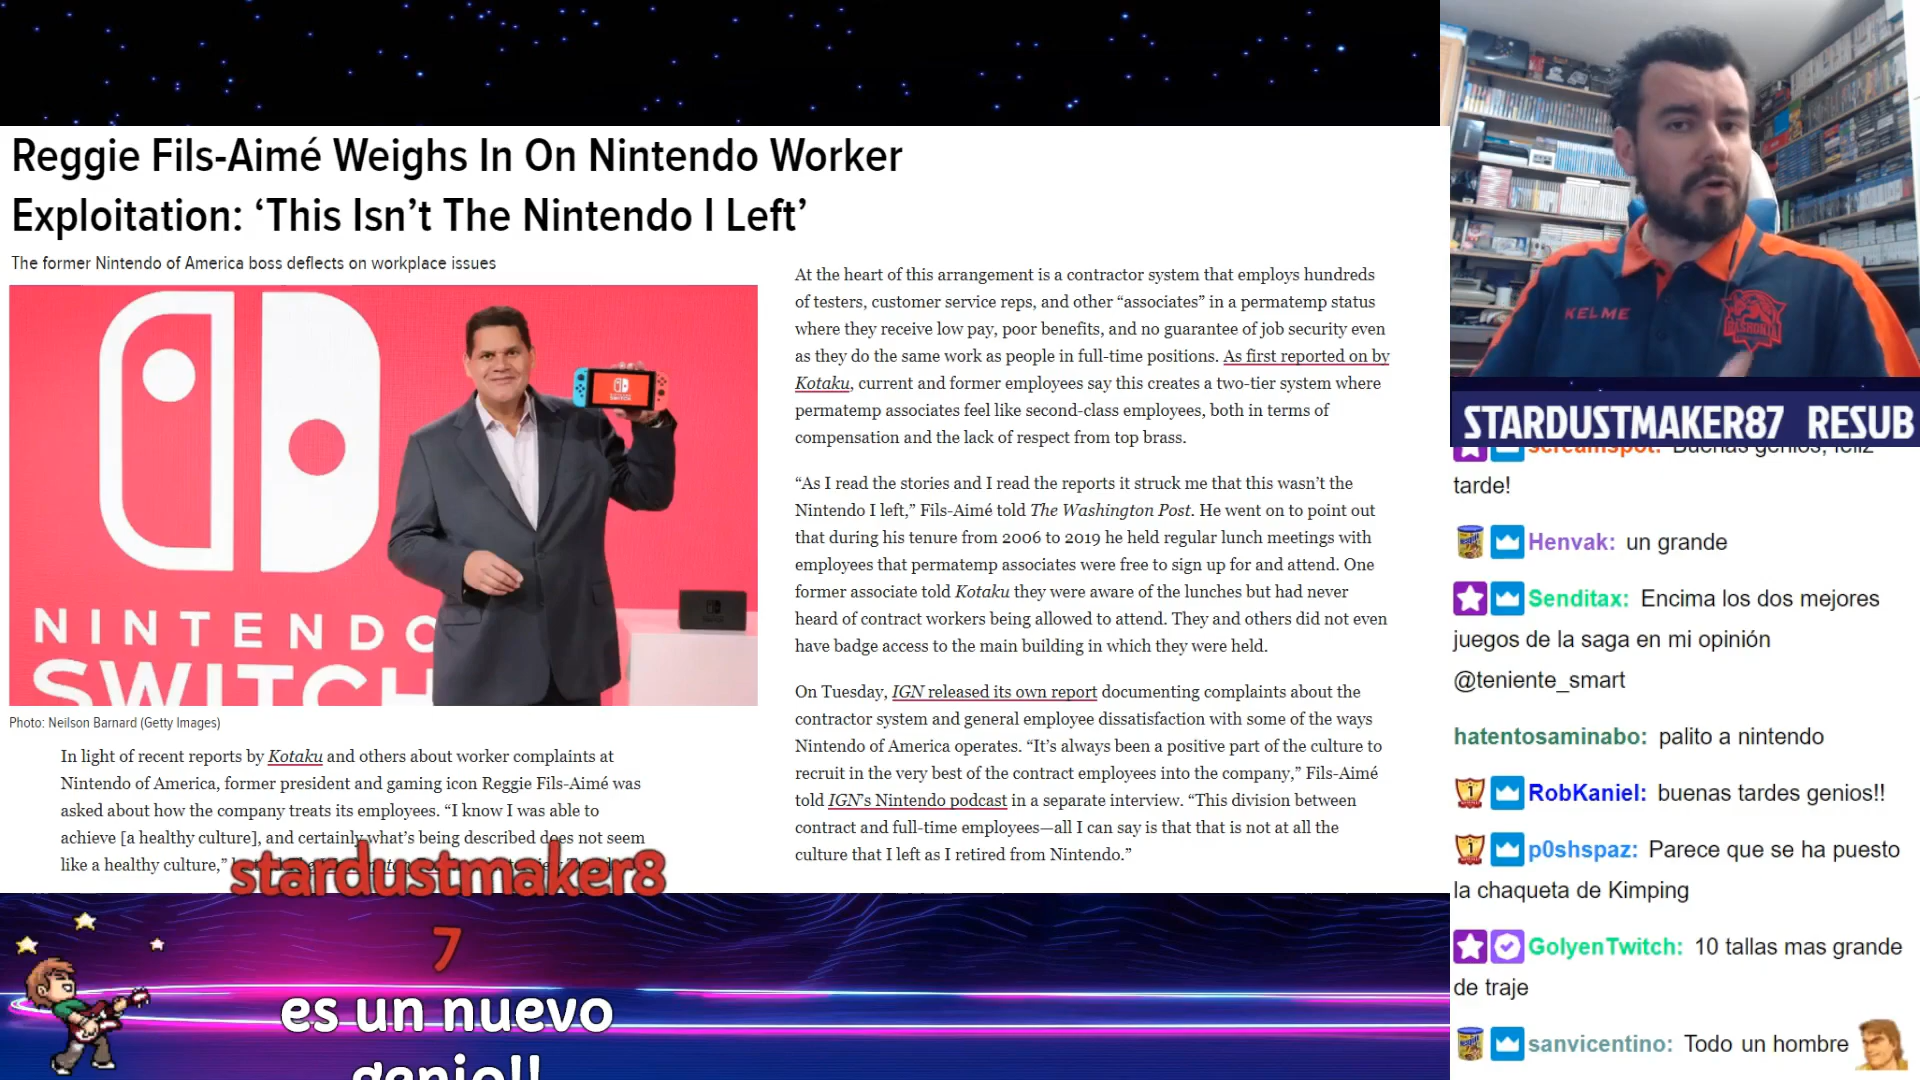 Reggie Fils-Aimé Weighs In On Nintendo Worker
Exploitation: ‘This Isn’t The Nintendo I Left’
The former Nintendo of America boss deflects on workplace issues
NINTENDO
SWITCH
Photo: Neilson Barnard (Getty Images)
In light of recent reports by Kotaku and others about worker complaints at
Nintendo of America, former president and gaming icon Reggie Fils-Aimé was
asked about how the company treats its employees. “I know I was able to
achieve [a healthy culture], and certainly what’s being described does not seem
like a healthy culture,”
At the heart of this arrangement is a contractor system that employs hundreds
of testers, customer service reps, and other “associates” in a permatemp status
where they receive low pay, poor benefits, and no guarantee of job security even
as they do the same work as people in full-time positions. As first reported on by
Kotaku, current and former employees say this creates a two-tier system where
permatemp associates feel like second-class employees, both in terms of
compensation and the lack of respect from top brass.
“As I read the stories and I read the reports it struck me that this wasn’t the
Nintendo I left,” Fils-Aimé told The Washington Post. He went on to point out
that during his tenure from 2006 to 2019 he held regular lunch meetings with
employees that permatemp associates were free to sign up for and attend. One
former associate told Kotaku they were aware of the lunches but had never
heard of contract workers being allowed to attend. They and others did not even
have badge access to the main building in which they were held.
On Tuesday, IGN released its own report documenting complaints about the
contractor system and general employee dissatisfaction with some of the ways
Nintendo of America operates. “It’s always been a positive part of the culture to
recruit in the very best of the contract employees into the company,” Fils-Aimé
told IGN’s Nintendo podcast in a separate interview. “This division between
contract and full-time employees—all I can say is that that is not at all the
culture that I left as I retired from Nintendo.”
stardustmaker8
7
es un nuevo
genio!!
KELME
BASKONIA
STARDUSTMAKER87 RESUB
screamspot: Buenas genios, feliz
tarde!
Henvak: un grande
Senditax: Encima los dos mejores
juegos de la saga en mi opinión
@teniente_smart
hatentosaminabo: palito a nintendo
RobKaniel: buenas tardes genios!!
p0shspaz: Parece que se ha puesto
la chaqueta de Kimping
GolyenTwitch: 10 tallas mas grande
de traje
sanvicentino: Todo un hombre